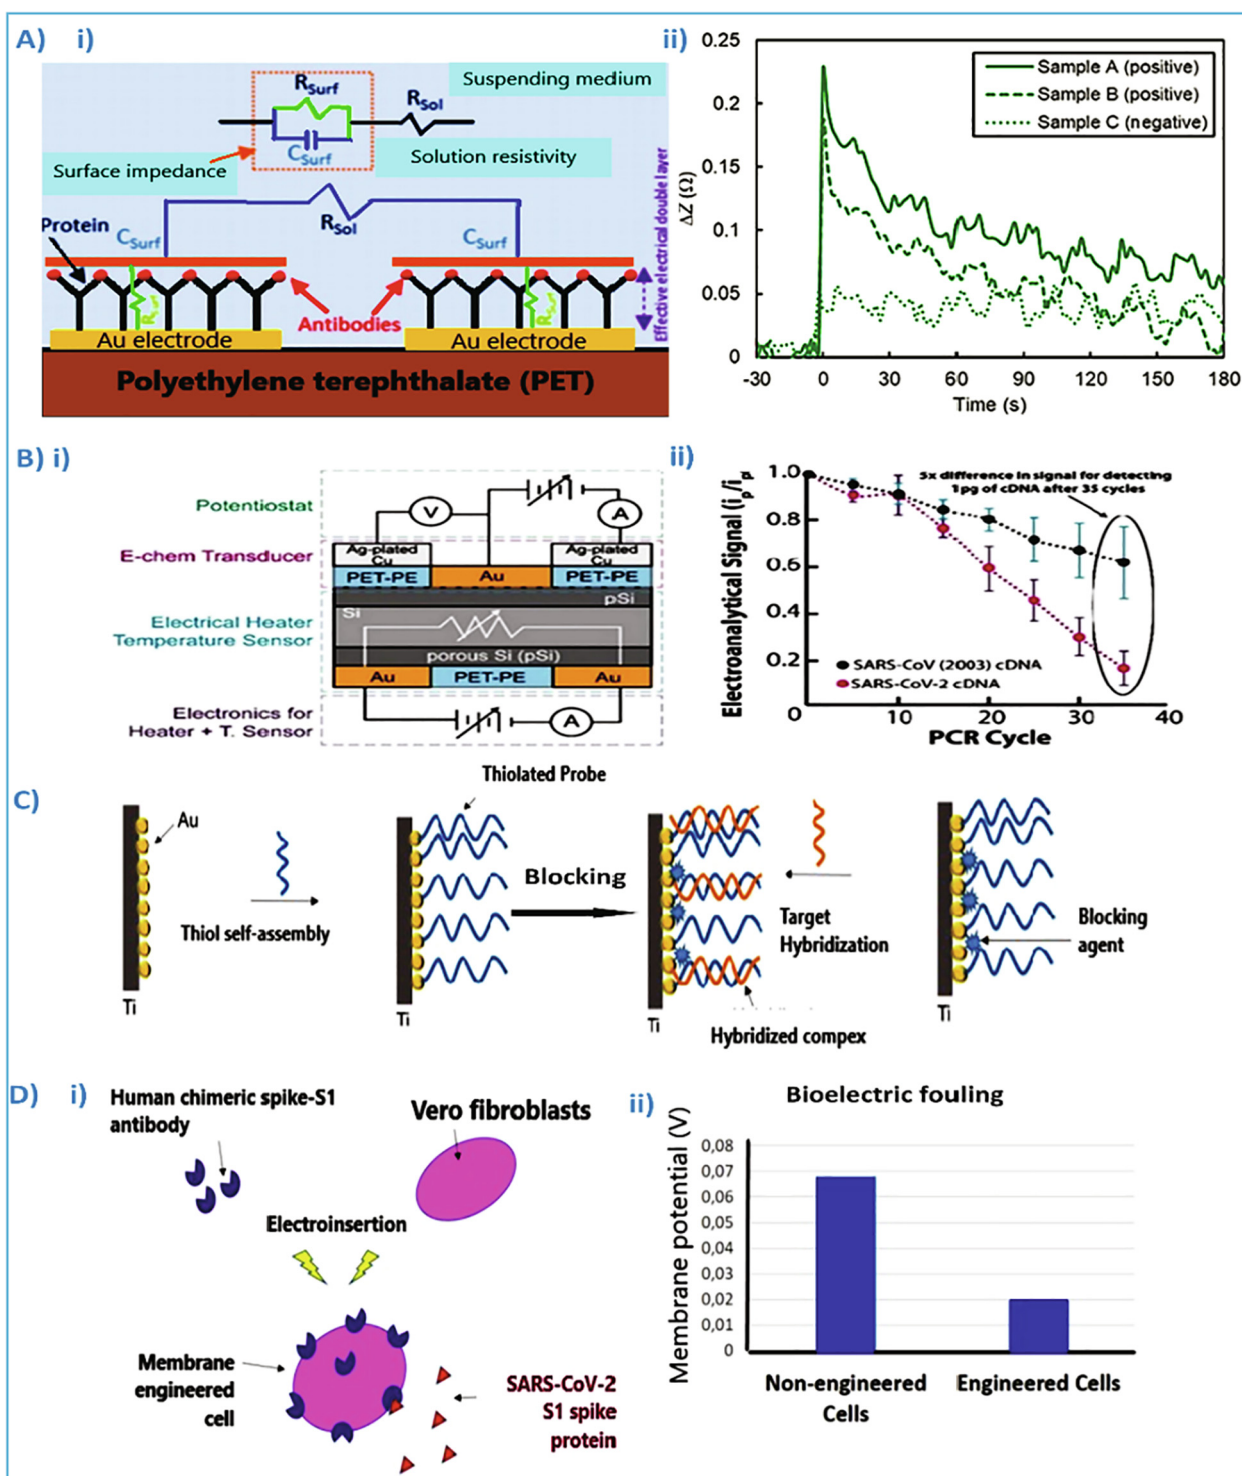 A) i)
Suspending medium
RSurf
RSol
CSurf
Solution resistivity
Surface impedance
Protein
CSurf
RSol
CSurf
Effective electrical double layer
Antibodies
Au electrode
Au electrode
Polyethylene terephthalate (PET)
ii)
0.25
0.2
0.15
0.1
0.05
0
ΔZ (Ω)
Sample A (positive)
Sample B (positive)
Sample C (negative)
-30 0 30 60 90 120 150 180
Time (s)
B) i)
Potentiostat
V
A
E-chem Transducer
Ag-plated
Cu
Ag-plated
Cu
PET-PE
Au
PET-PE
pSi
Si
Electrical Heater
Temperature Sensor
porous Si (pSi)
Au
PET-PE
Au
Electronics for
Heater + T. Sensor
A
ii)
5x difference in signal for detecting
1pg of cDNA after 35 cycles
1.0
0.8
0.6
0.4
0.2
0
Electroanalytical Signal (ip/ipi)
SARS-CoV (2003) cDNA
SARS-CoV-2 cDNA
10 20 30 40
PCR Cycle
C)
Thiolated Probe
Au
Thiol self-assembly
Ti
Ti
Blocking
Target
Hybridization
Ti
Hybridized compex
Blocking
agent
Ti
D) i)
Human chimeric spike-S1
antibody
Vero fibroblasts
Electroinsertion
Membrane
engineered
cell
SARS-CoV-2
S1 spike
protein
ii)
Bioelectric fouling
Membrane potential (V)
0,08
0,07
0,06
0,05
0,04
0,03
0,02
0,01
0
Non-engineered
Cells
Engineered Cells